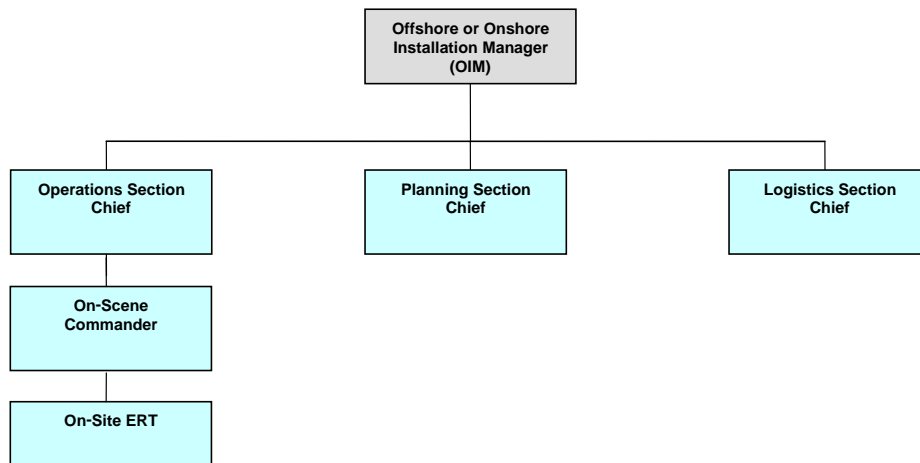 Offshore or Onshore
Installation Manager
(OIM)
Operations Section
Chief
Planning Section
Chief
Logistics Section
Chief
On-Scene
Commander
On-Site ERT